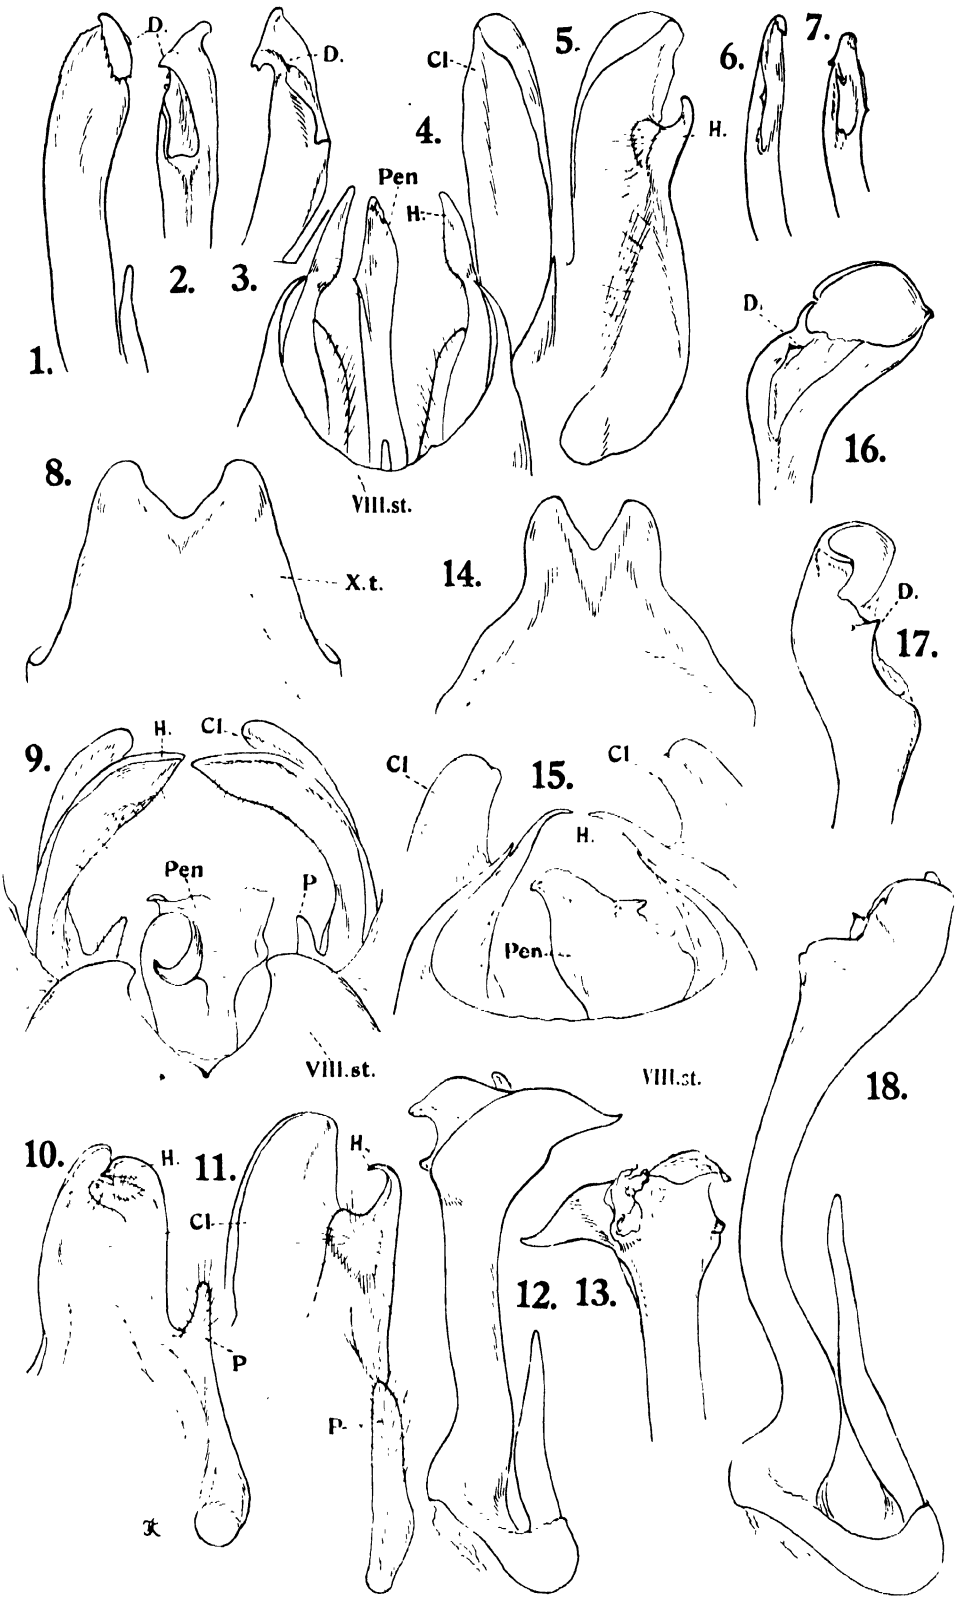 D.
D.
Cl
5.
6.
7.
H.
4.
Pen
H.
2.
3.
1.
D.
16.
8.
VIII.st.
14.
X.t.
D.
17.
9.
H.
Cl
Cl
15.
Cl
H.
Pen
P
Pen
VIII.st.
VIII.st.
18.
10.
H.
11.
H.
Cl
12.
13.
P
P